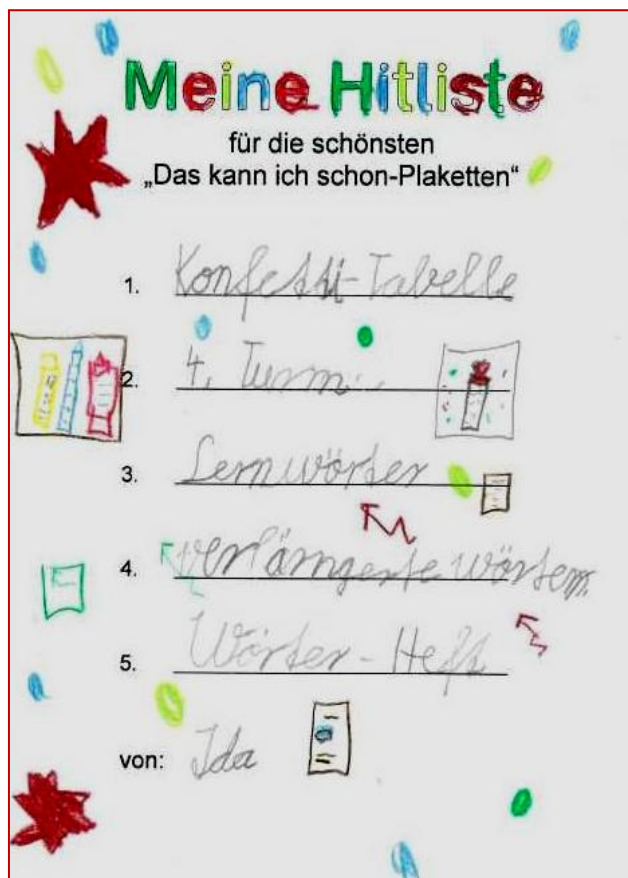 Meine Hitliste
für die schönsten
„Das kann ich schon-Plaketten“
1. Konfetti-Tabelle
2. 4. Turm
3. Lernwörter
4. verlängerte Wörter
5. Wörter-Heft
von: Ida